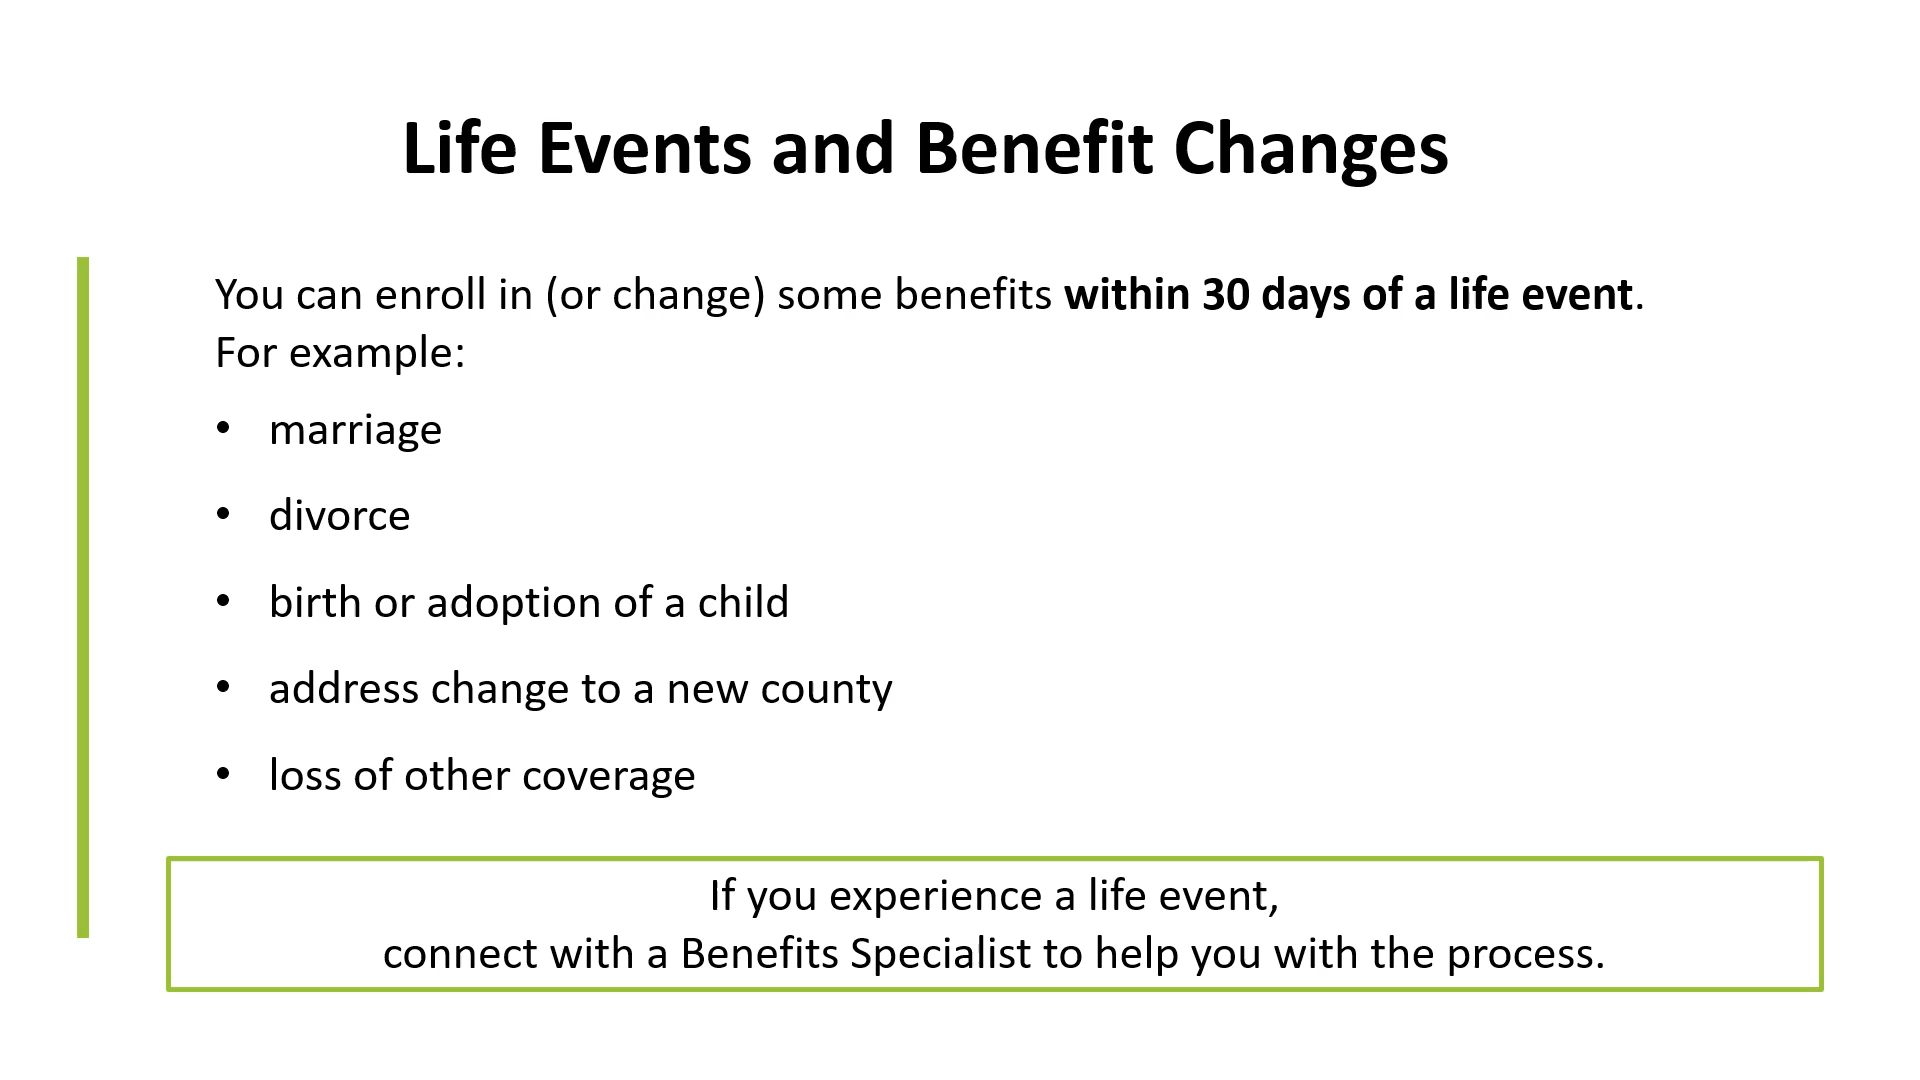 Life Events and Benefit Changes
You can enroll in (or change) some benefits within 30 days of a life event.
For example:
• marriage
• divorce
• birth or adoption of a child
• address change to a new county
• loss of other coverage
If you experience a life event,
connect with a Benefits Specialist to help you with the process.